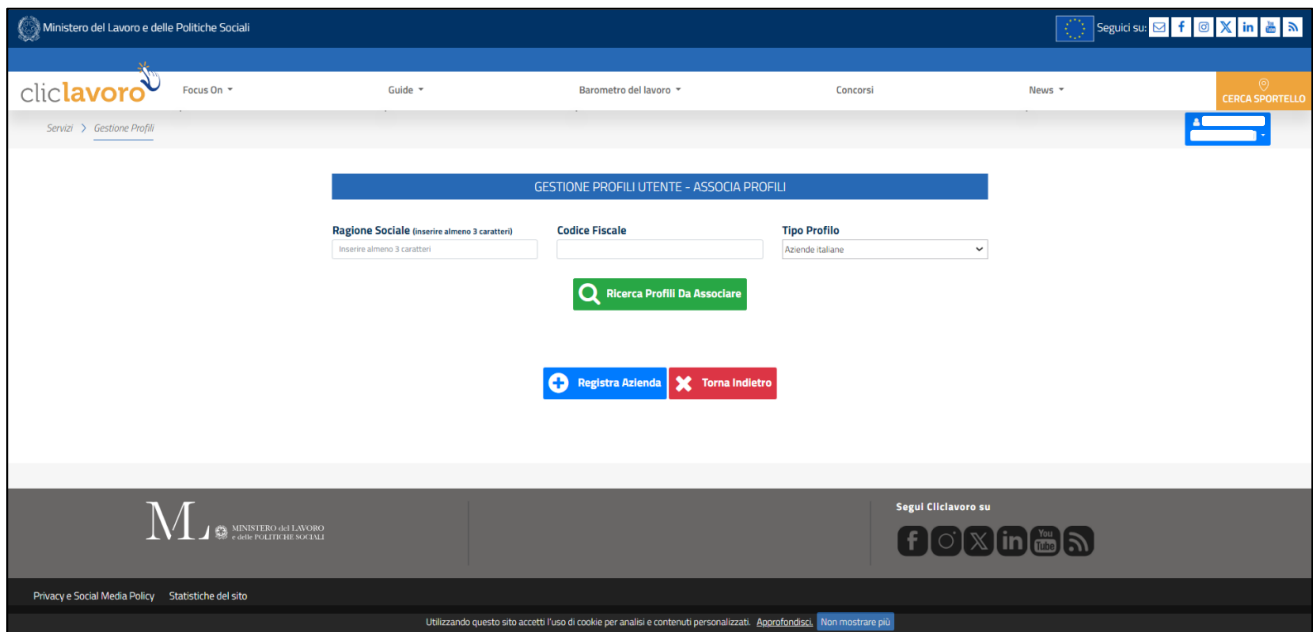 Ministero del Lavoro e delle Politiche Sociali
Seguici su:
cliclavoro
Focus On
Guide
Barometro del lavoro
Concorsi
News
CERCA SPORTELLO
Servizi > Gestione Profili
GESTIONE PROFILI UTENTE - ASSOCIA PROFILI
Ragione Sociale (inserire almeno 3 caratteri)
Codice Fiscale
Tipo Profilo
Inserire almeno 3 caratteri
Aziende italiane
Ricerca Profili Da Associare
Registra Azienda
Torna Indietro
ML
MINISTERO del LAVORO
e delle POLITICHE SOCIALI
Segui Cliclavoro su
You
Tube
Privacy e Social Media Policy
Statistiche del sito
Utilizzando questo sito accetti l'uso di cookie per analisi e contenuti personalizzati. Approfondisci. Non mostrare più